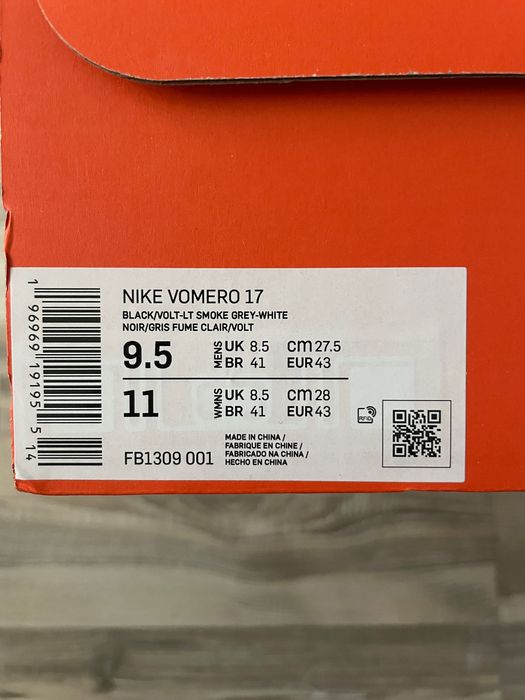 NIKE VOMERO 17
BLACK/VOLT-LT SMOKE GREY-WHITE
NOIR/GRIS FUME CLAIR/VOLT
9.5 MENS UK 8.5 CM 27.5
BR 41 EUR 43
11 WMNS UK 8.5 CM 28
BR 41 EUR 43
RFID
FB1309 001
MADE IN CHINA /
FABRIQUE EN CHINE /
FABRICADO NA CHINA /
HECHO EN CHINA
1 96969 19195 5 14